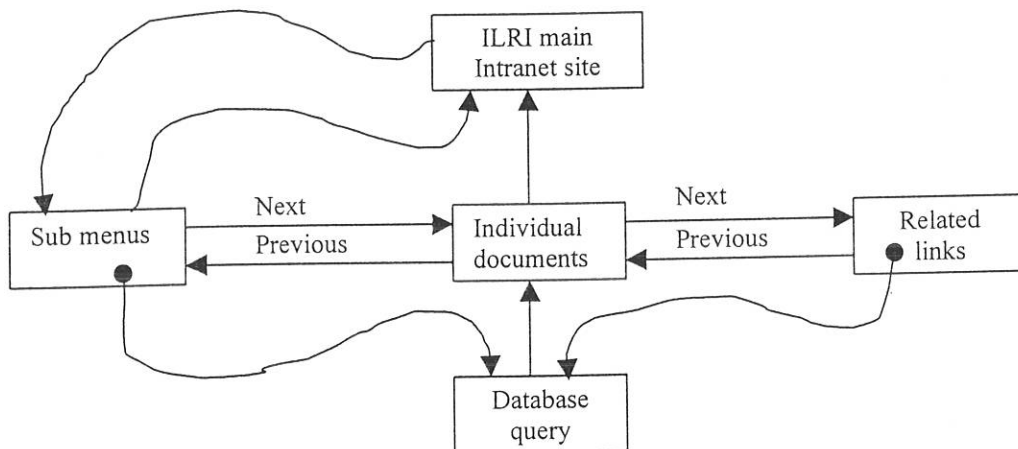 ILRI main
Intranet site
Next
Next
Sub menus
Previous
Individual
documents
Previous
Related
links
Database
query